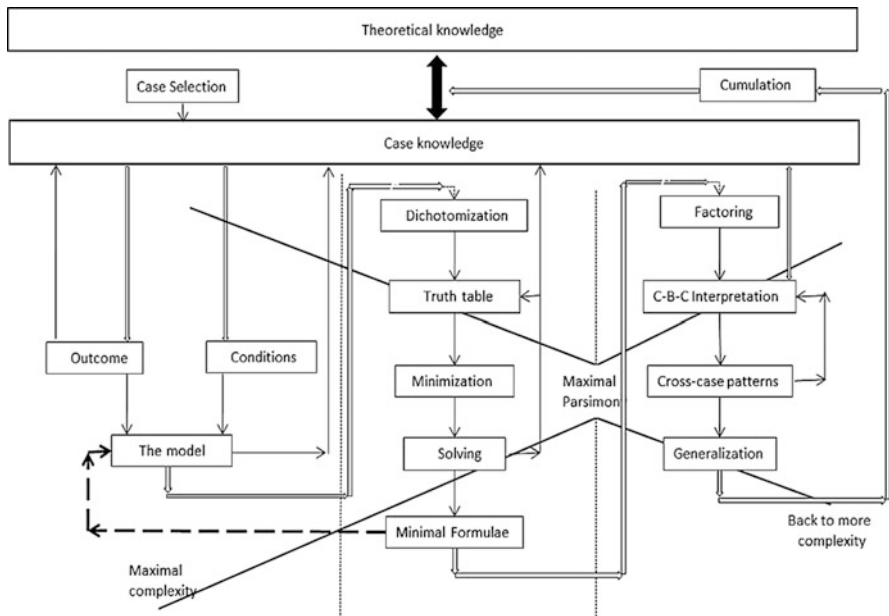 Theoretical knowledge
Case Selection
Cumulation
Case knowledge
Dichotomization
Factoring
Truth table
C-B-C Interpretation
Outcome
Conditions
Minimization
Maximal
Parsimon
Cross-case patterns
The model
Solving
Generalization
Minimal Formulae
Back to more
complexity
Maximal
complexity